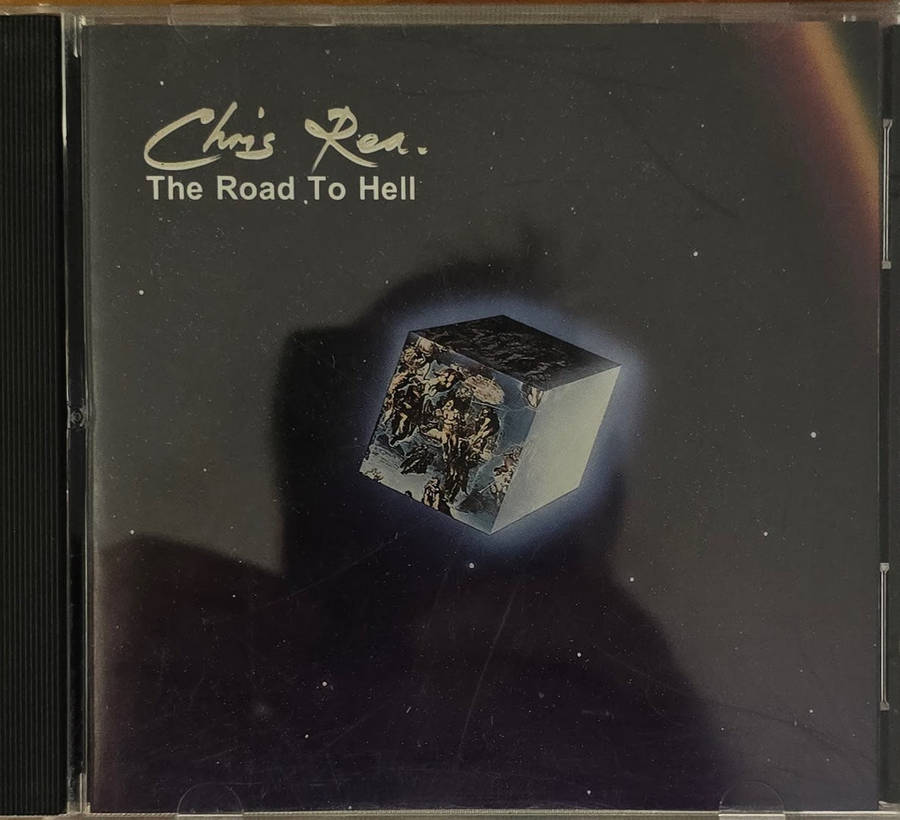 Chris Rea.
The Road To Hell